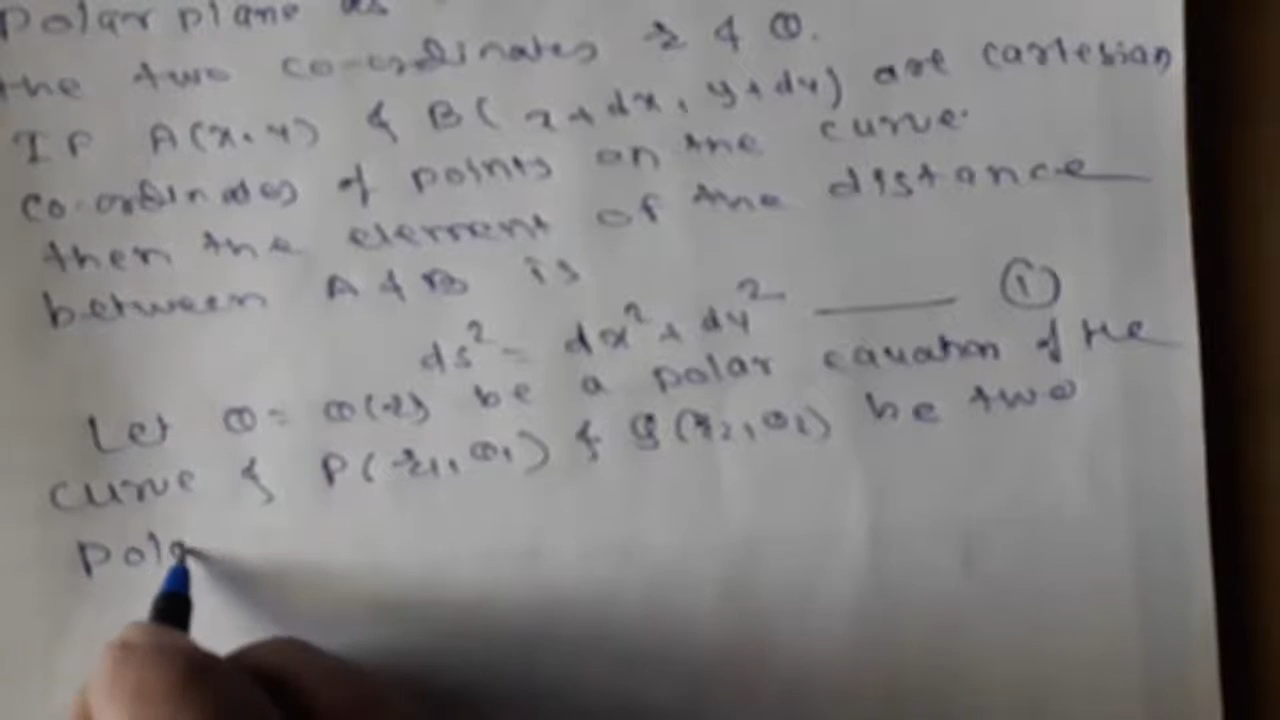 Polar plane as
the two co-ordinates r & θ.
If A(x,y) & B(x+dx, y+dy) are cartesian
co-ordinates of points on the curve.
then the element of the distance
between A & B is
ds² = dx² + dy² ——— ①
Let θ = θ(r) be a polar equation of the
curve & P(r₁, θ₁) & Q(r₂, θ₂) be two
pola